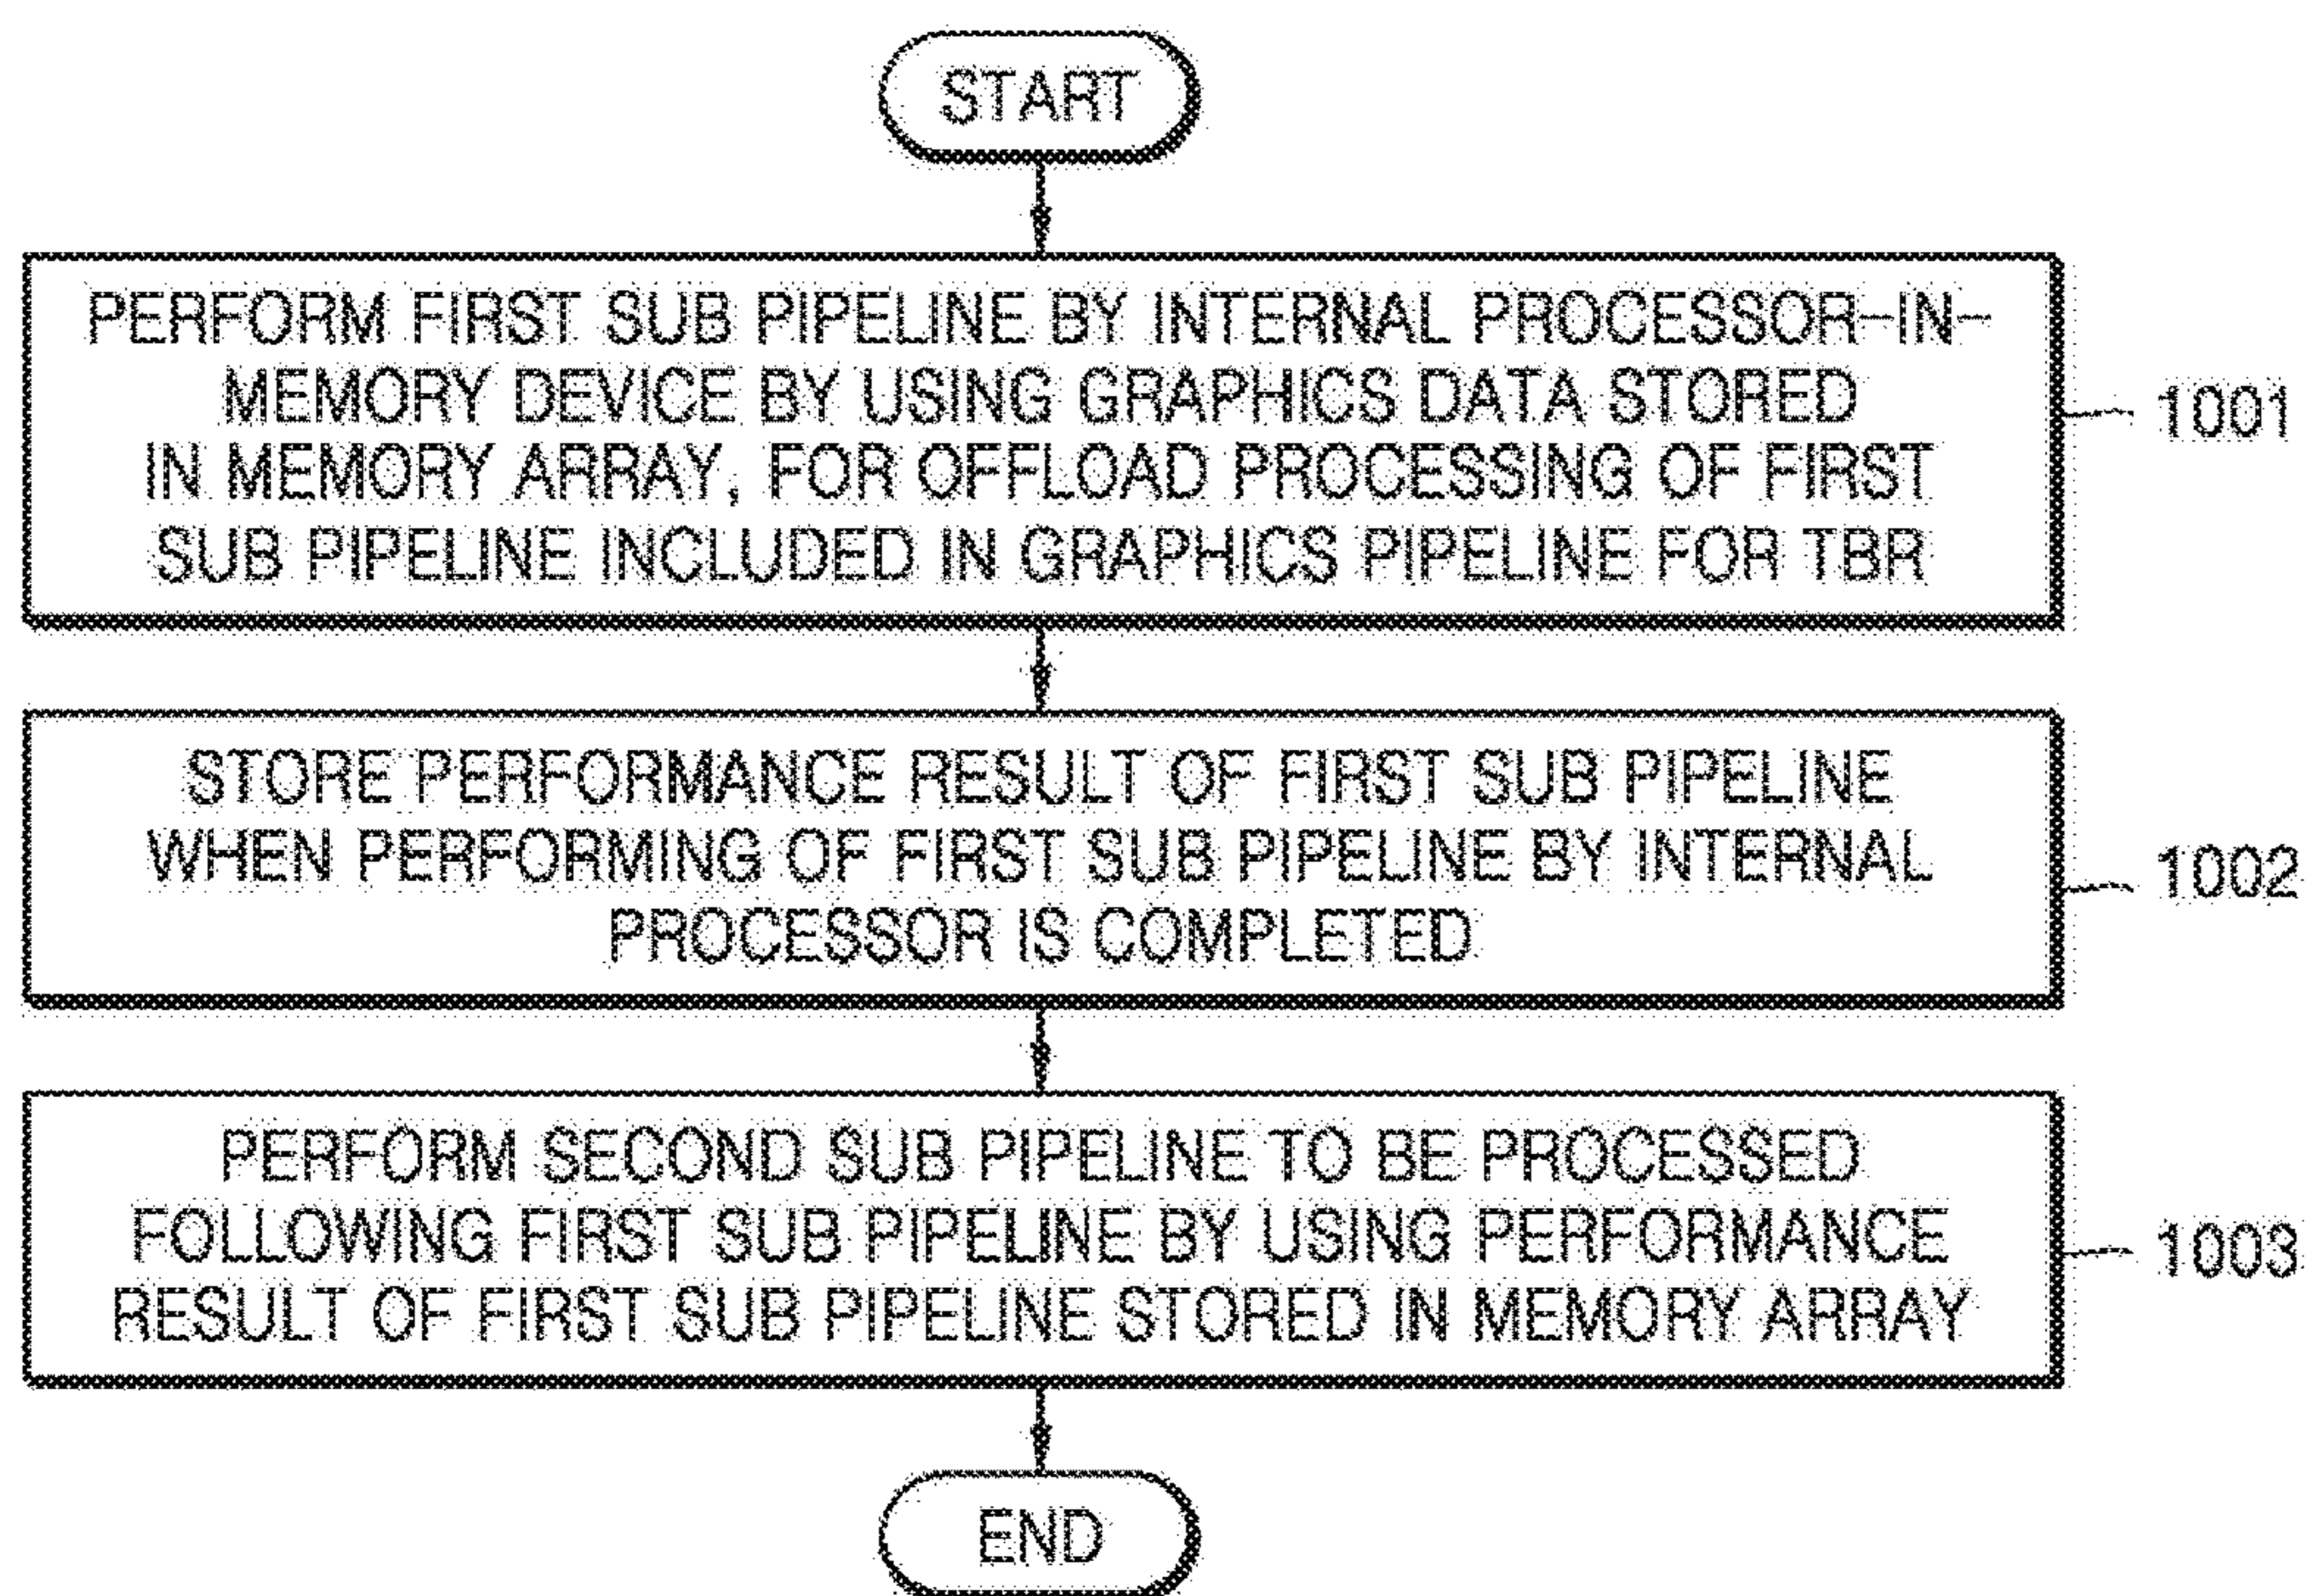 START
PERFORM FIRST SUB PIPELINE BY INTERNAL PROCESSOR-IN-
MEMORY DEVICE BY USING GRAPHICS DATA STORED
IN MEMORY ARRAY, FOR OFFLOAD PROCESSING OF FIRST
SUB PIPELINE INCLUDED IN GRAPHICS PIPELINE FOR TBR
1001
STORE PERFORMANCE RESULT OF FIRST SUB PIPELINE
WHEN PERFORMING OF FIRST SUB PIPELINE BY INTERNAL
PROCESSOR IS COMPLETED
1002
PERFORM SECOND SUB PIPELINE TO BE PROCESSED
FOLLOWING FIRST SUB PIPELINE BY USING PERFORMANCE
RESULT OF FIRST SUB PIPELINE STORED IN MEMORY ARRAY
1003
END